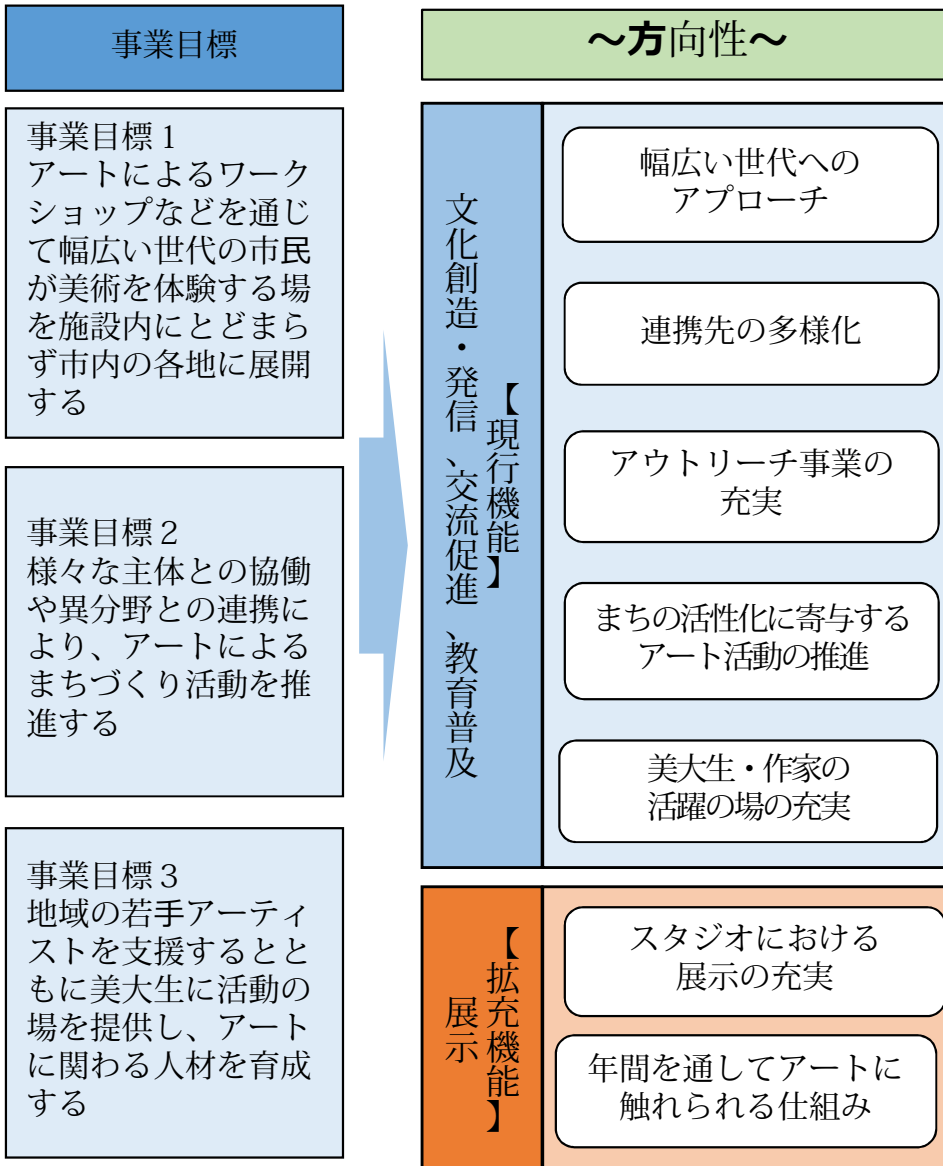 事業目標
事業目標１
アートによるワーク
ショップなどを通じ
て幅広い世代の市民
が美術を体験する場
を施設内にとどまら
ず市内の各地に展開
する
事業目標２
様々な主体との協働
や異分野との連携に
より、アートによる
まちづくり活動を推
進する
事業目標３
地域の若手アーティ
ストを支援するとと
もに美大生に活動の
場を提供し、アート
に関わる人材を育成
する
～方向性～
【現行機能】
文化創造・発信、交流促進、教育普及
幅広い世代への
アプローチ
連携先の多様化
アウトリーチ事業の
充実
まちの活性化に寄与する
アート活動の推進
美大生・作家の
活躍の場の充実
【拡充機能】
展示
スタジオにおける
展示の充実
年間を通してアートに
触れられる仕組み